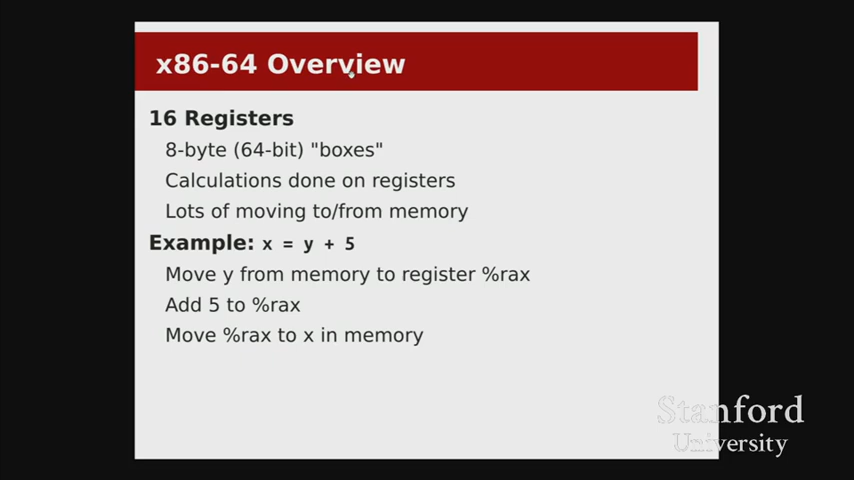 x86-64 Overview
16 Registers
8-byte (64-bit) "boxes"
Calculations done on registers
Lots of moving to/from memory
Example: x = y + 5
Move y from memory to register %rax
Add 5 to %rax
Move %rax to x in memory
Stanford
University